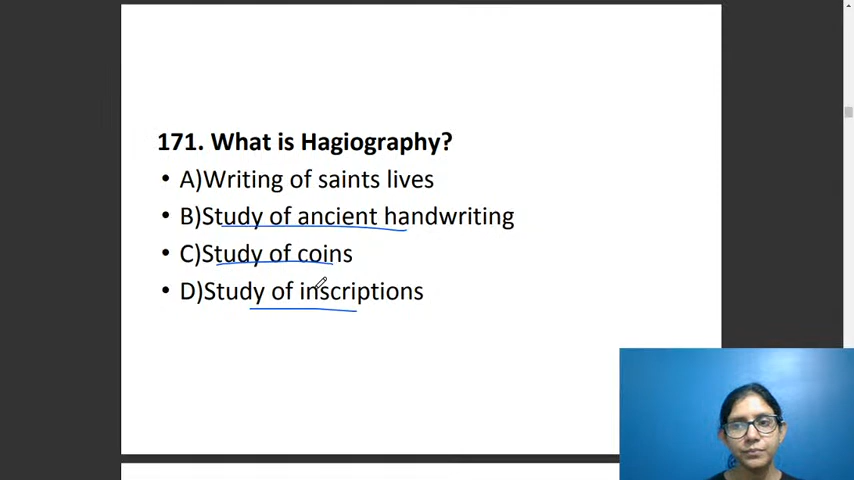 171. What is Hagiography?
• A)Writing of saints lives
• B)Study of ancient handwriting
• C)Study of coins
• D)Study of inscriptions